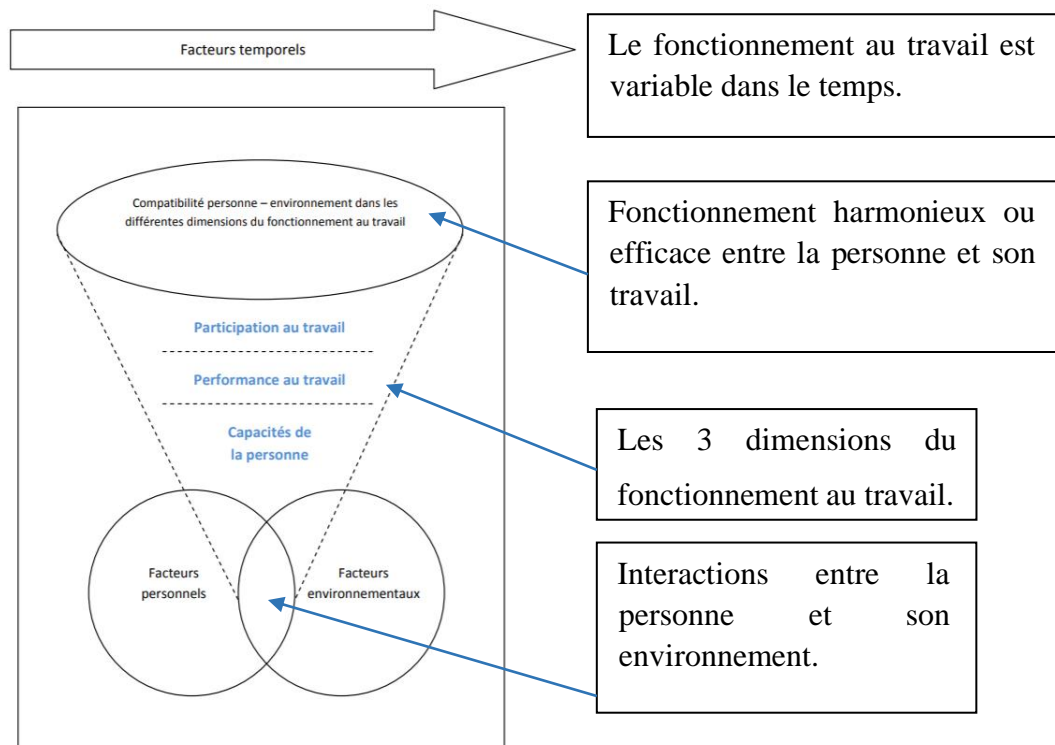 Facteurs temporels
Le fonctionnement au travail est
variable dans le temps.
Compatibilité personne – environnement dans les
différentes dimensions du fonctionnement au travail
Fonctionnement harmonieux ou
efficace entre la personne et son
travail.
Participation au travail
Performance au travail
Capacités de
la personne
Les 3 dimensions du
fonctionnement au travail.
Facteurs
personnels
Facteurs
environnementaux
Interactions entre la
personne et son
environnement.